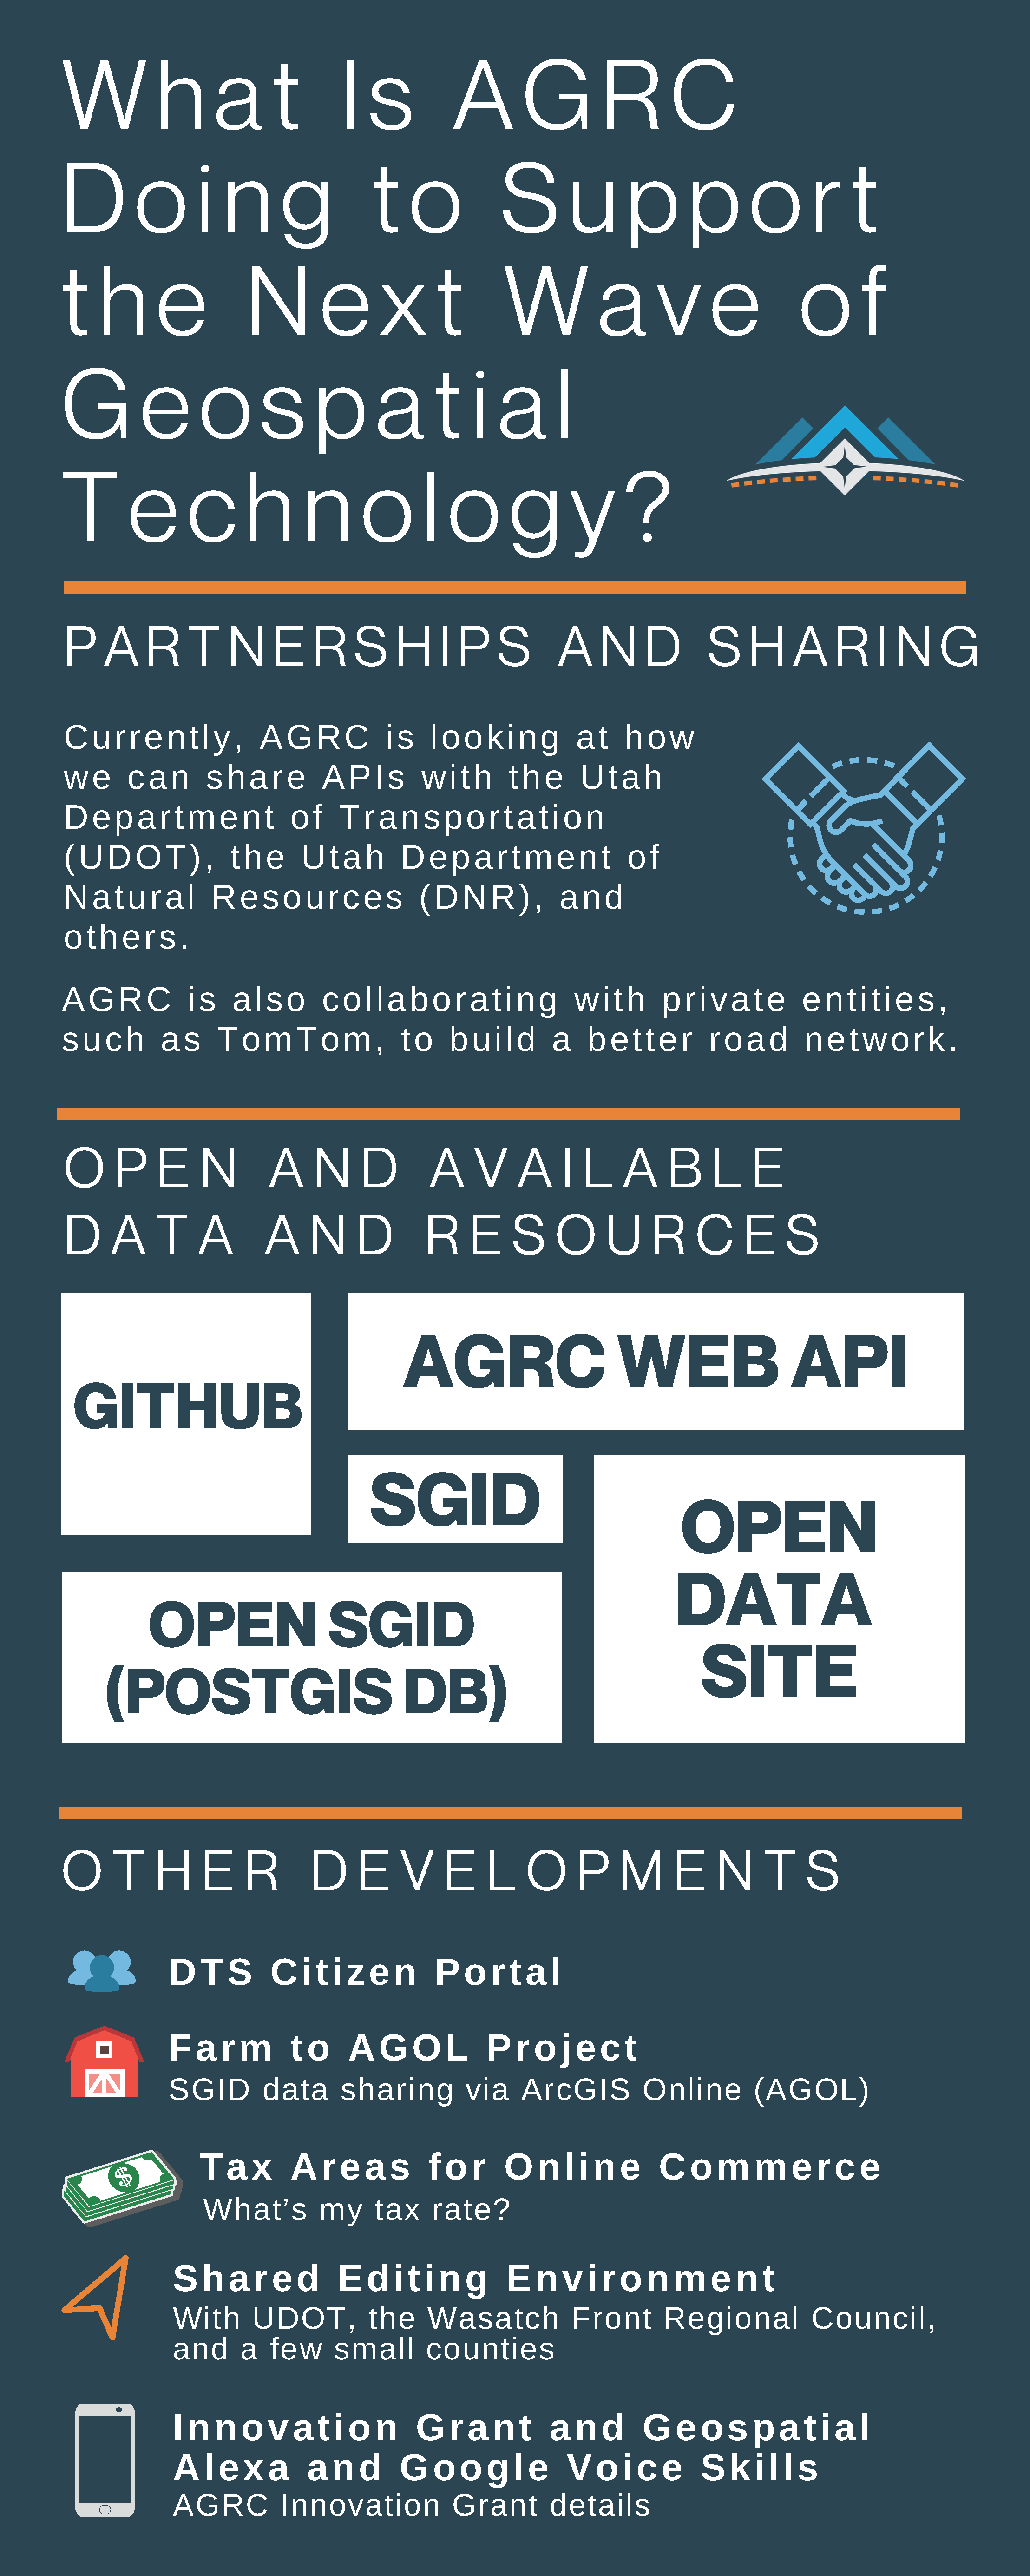 What Is AGRC
Doing to Support
the Next Wave of
Geospatial
Technology?
PARTNERSHIPS AND SHARING
Currently, AGRC is looking at how
we can share APIs with the Utah
Department of Transportation
(UDOT), the Utah Department of
Natural Resources (DNR), and
others.
AGRC is also collaborating with private entities,
such as TomTom, to build a better road network.
OPEN AND AVAILABLE
DATA AND RESOURCES
GITHUB
AGRC WEB API
SGID
OPEN
DATA
SITE
OPEN SGID
(POSTGIS DB)
OTHER DEVELOPMENTS
DTS Citizen Portal
Farm to AGOL Project
SGID data sharing via ArcGIS Online (AGOL)
$
Tax Areas for Online Commerce
What’s my tax rate?
Shared Editing Environment
With UDOT, the Wasatch Front Regional Council,
and a few small counties
Innovation Grant and Geospatial
Alexa and Google Voice Skills
AGRC Innovation Grant details